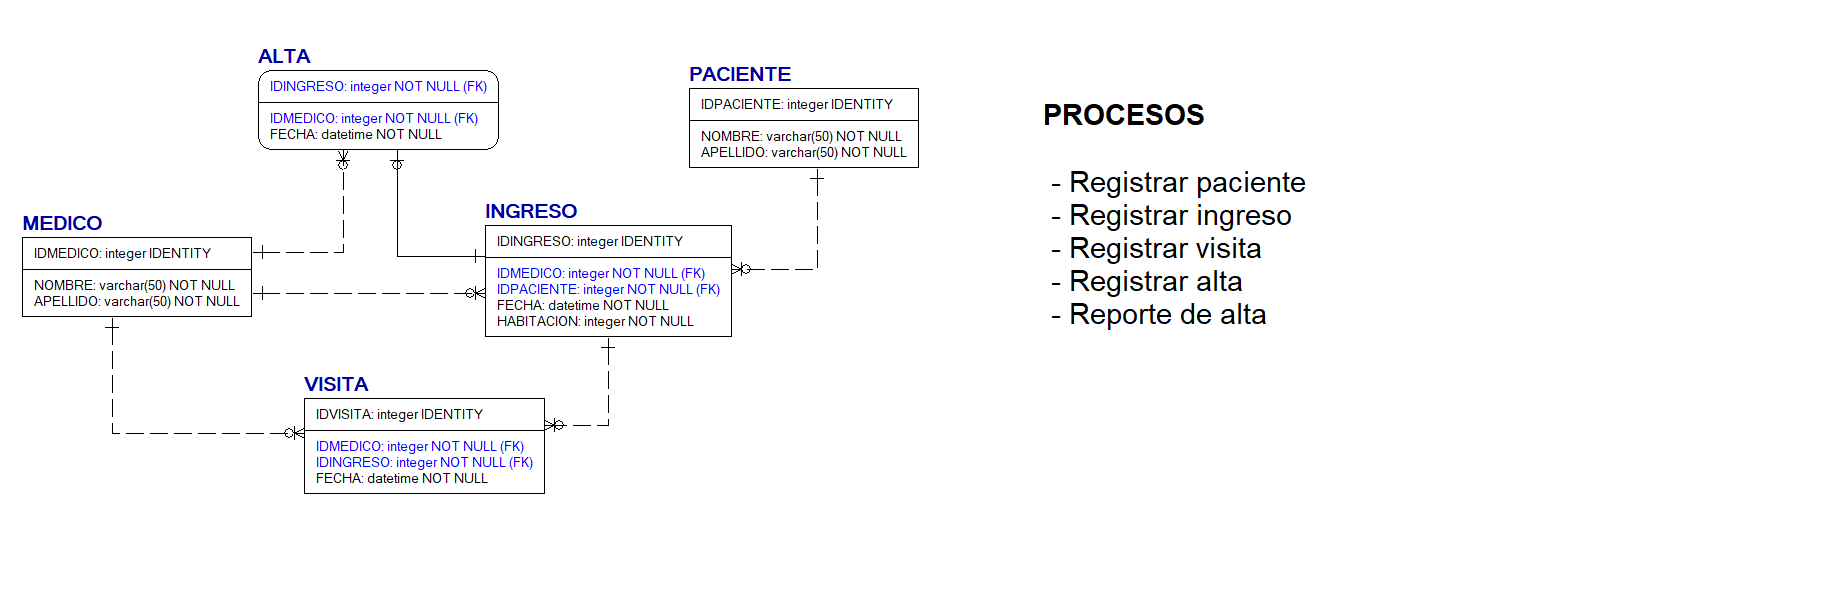 ALTA
IDINGRESO: integer NOT NULL (FK)
IDMEDICO: integer NOT NULL (FK)
FECHA: datetime NOT NULL
PACIENTE
IDPACIENTE: integer IDENTITY
NOMBRE: varchar(50) NOT NULL
APELLIDO: varchar(50) NOT NULL
MEDICO
IDMEDICO: integer IDENTITY
NOMBRE: varchar(50) NOT NULL
APELLIDO: varchar(50) NOT NULL
INGRESO
IDINGRESO: integer IDENTITY
IDMEDICO: integer NOT NULL (FK)
IDPACIENTE: integer NOT NULL (FK)
FECHA: datetime NOT NULL
HABITACION: integer NOT NULL
VISITA
IDVISITA: integer IDENTITY
IDMEDICO: integer NOT NULL (FK)
IDINGRESO: integer NOT NULL (FK)
FECHA: datetime NOT NULL
PROCESOS
- Registrar paciente
- Registrar ingreso
- Registrar visita
- Registrar alta
- Reporte de alta